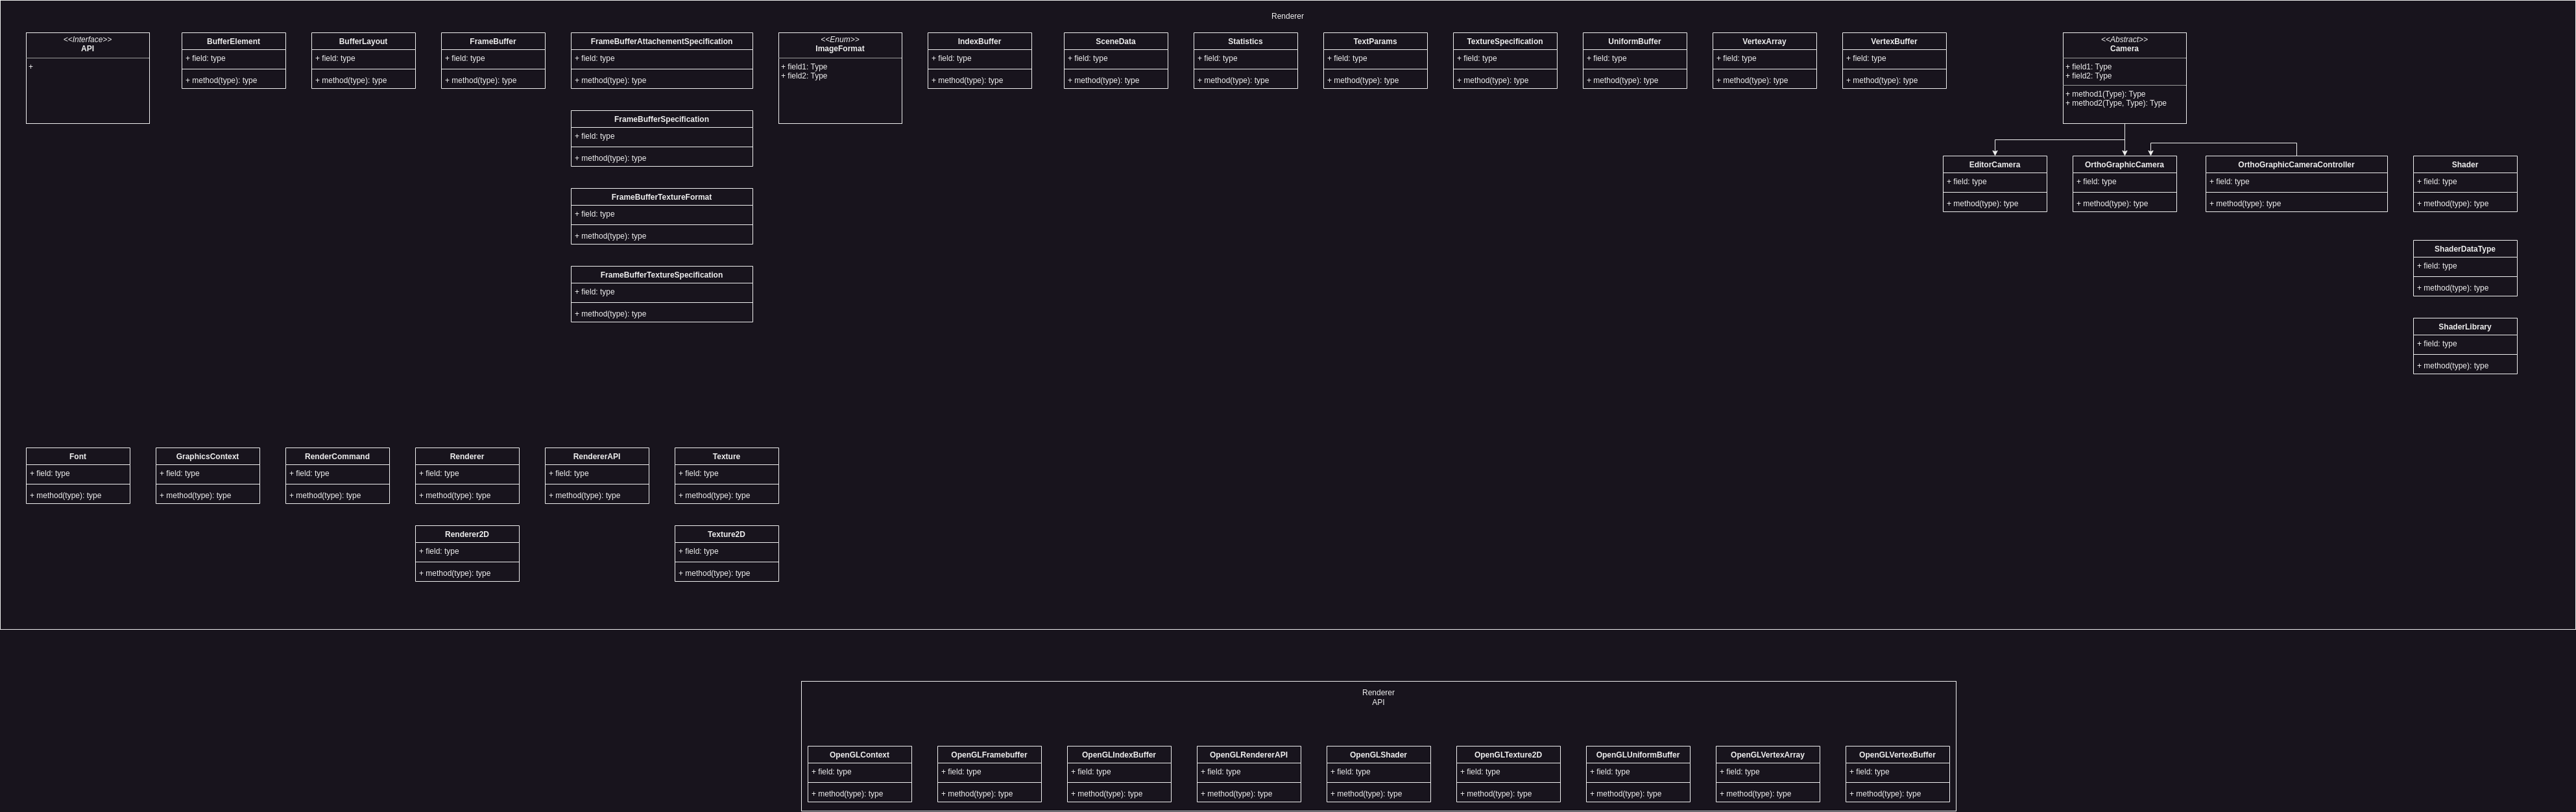 Renderer
<<Interface>>
API
+
BufferElement
+ field: type
+ method(type): type
BufferLayout
+ field: type
+ method(type): type
FrameBuffer
+ field: type
+ method(type): type
FrameBufferAttachementSpecification
+ field: type
+ method(type): type
FrameBufferSpecification
+ field: type
+ method(type): type
FrameBufferTextureFormat
+ field: type
+ method(type): type
FrameBufferTextureSpecification
+ field: type
+ method(type): type
<<Enum>>
ImageFormat
+ field1: Type
+ field2: Type
IndexBuffer
+ field: type
+ method(type): type
SceneData
+ field: type
+ method(type): type
Statistics
+ field: type
+ method(type): type
TextParams
+ field: type
+ method(type): type
TextureSpecification
+ field: type
+ method(type): type
UniformBuffer
+ field: type
+ method(type): type
VertexArray
+ field: type
+ method(type): type
VertexBuffer
+ field: type
+ method(type): type
<<Abstract>>
Camera
+ field1: Type
+ field2: Type
+ method1(Type): Type
+ method2(Type, Type): Type
EditorCamera
+ field: type
+ method(type): type
OrthoGraphicCamera
+ field: type
+ method(type): type
OrthoGraphicCameraController
+ field: type
+ method(type): type
Shader
+ field: type
+ method(type): type
ShaderDataType
+ field: type
+ method(type): type
ShaderLibrary
+ field: type
+ method(type): type
Font
+ field: type
+ method(type): type
GraphicsContext
+ field: type
+ method(type): type
RenderCommand
+ field: type
+ method(type): type
Renderer
+ field: type
+ method(type): type
RendererAPI
+ field: type
+ method(type): type
Texture
+ field: type
+ method(type): type
Renderer2D
+ field: type
+ method(type): type
Texture2D
+ field: type
+ method(type): type
Renderer
API
OpenGLContext
+ field: type
+ method(type): type
OpenGLFramebuffer
+ field: type
+ method(type): type
OpenGLIndexBuffer
+ field: type
+ method(type): type
OpenGLRendererAPI
+ field: type
+ method(type): type
OpenGLShader
+ field: type
+ method(type): type
OpenGLTexture2D
+ field: type
+ method(type): type
OpenGLUniformBuffer
+ field: type
+ method(type): type
OpenGLVertexArray
+ field: type
+ method(type): type
OpenGLVertexBuffer
+ field: type
+ method(type): type